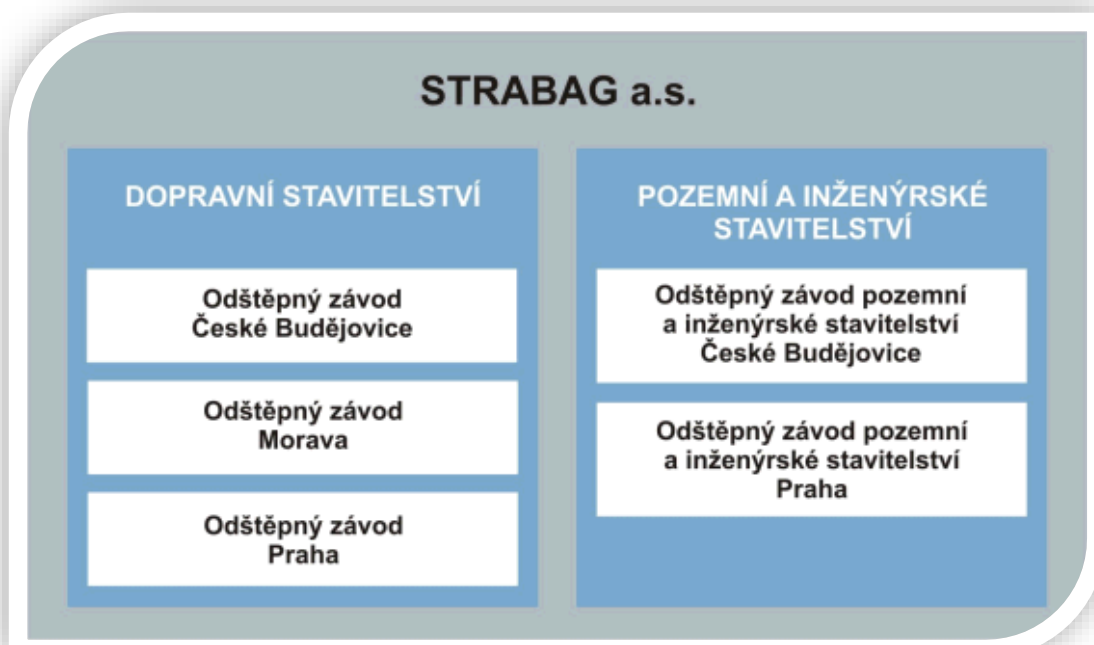 STRABAG a.s.
DOPRAVNÍ STAVITELSTVÍ
Odštěpný závod
České Budějovice
Odštěpný závod
Morava
Odštěpný závod
Praha
POZEMNÍ A INŽENÝRSKÉ
STAVITELSTVÍ
Odštěpný závod pozemní
a inženýrské stavitelství
České Budějovice
Odštěpný závod pozemní
a inženýrské stavitelství
Praha